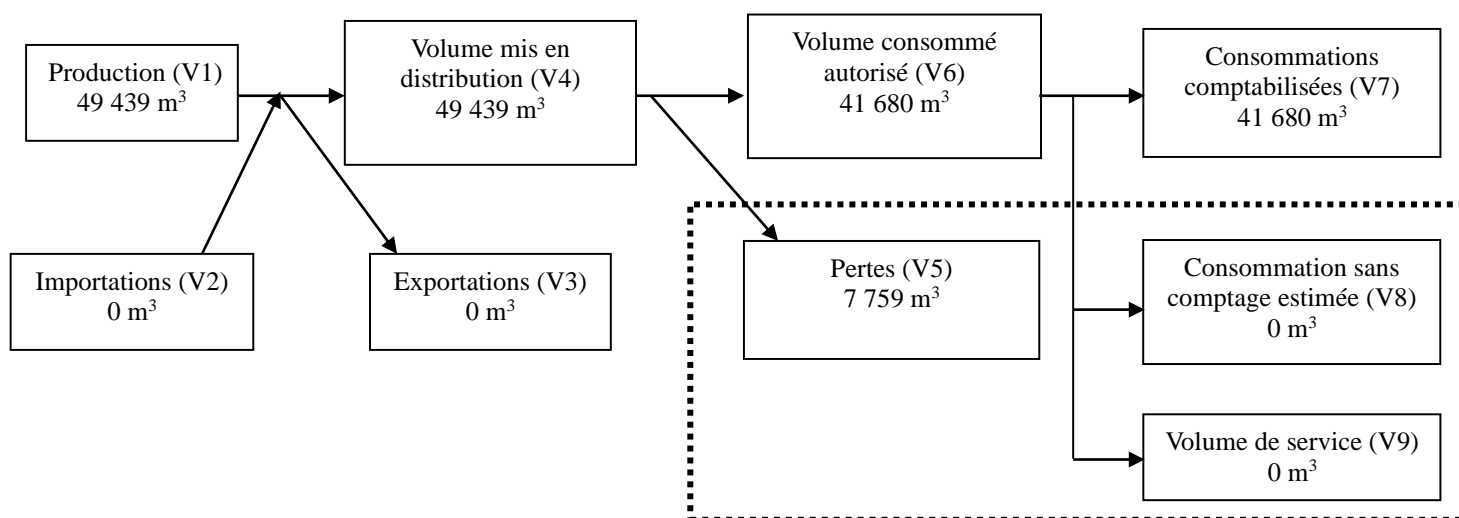 Production (V1)
49 439 m³
Volume mis en
distribution (V4)
49 439 m³
Volume consommé
autorisé (V6)
41 680 m³
Consommations
comptabilisées (V7)
41 680 m³
Importations (V2)
0 m³
Exportations (V3)
0 m³
Pertes (V5)
7 759 m³
Consommation sans
comptage estimée (V8)
0 m³
Volume de service (V9)
0 m³